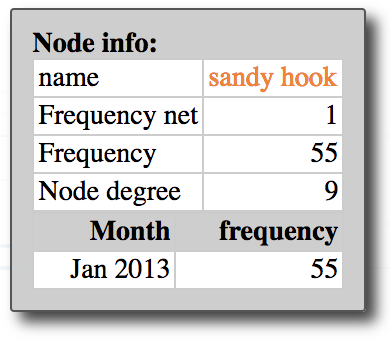 Node info:
name sandy hook
Frequency net 1
Frequency 55
Node degree 9
Month frequency
Jan 2013 55